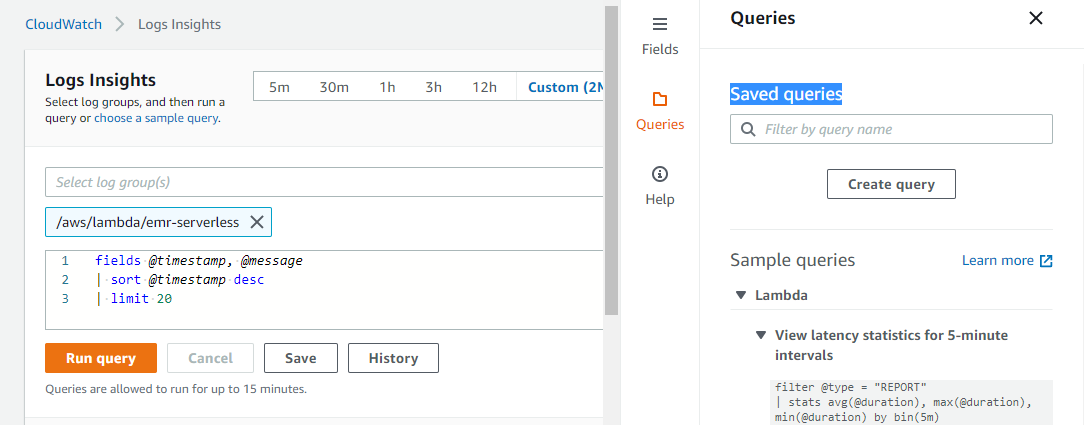 CloudWatch > Logs Insights
Logs Insights
Select log groups, and then run a
query or choose a sample query.
5m 30m 1h 3h 12h Custom (2
Select log group(s)
/aws/lambda/emr-serverless
1 fields @timestamp, @message
2 | sort @timestamp desc
3 | limit 20
Run query Cancel Save History
Queries are allowed to run for up to 15 minutes.
Fields
Queries
Help
Queries
Saved queries
Filter by query name
Create query
Sample queries Learn more
Lambda
View latency statistics for 5-minute
intervals
filter @type = "REPORT"
| stats avg(@duration), max(@duration),
min(@duration) by bin(5m)